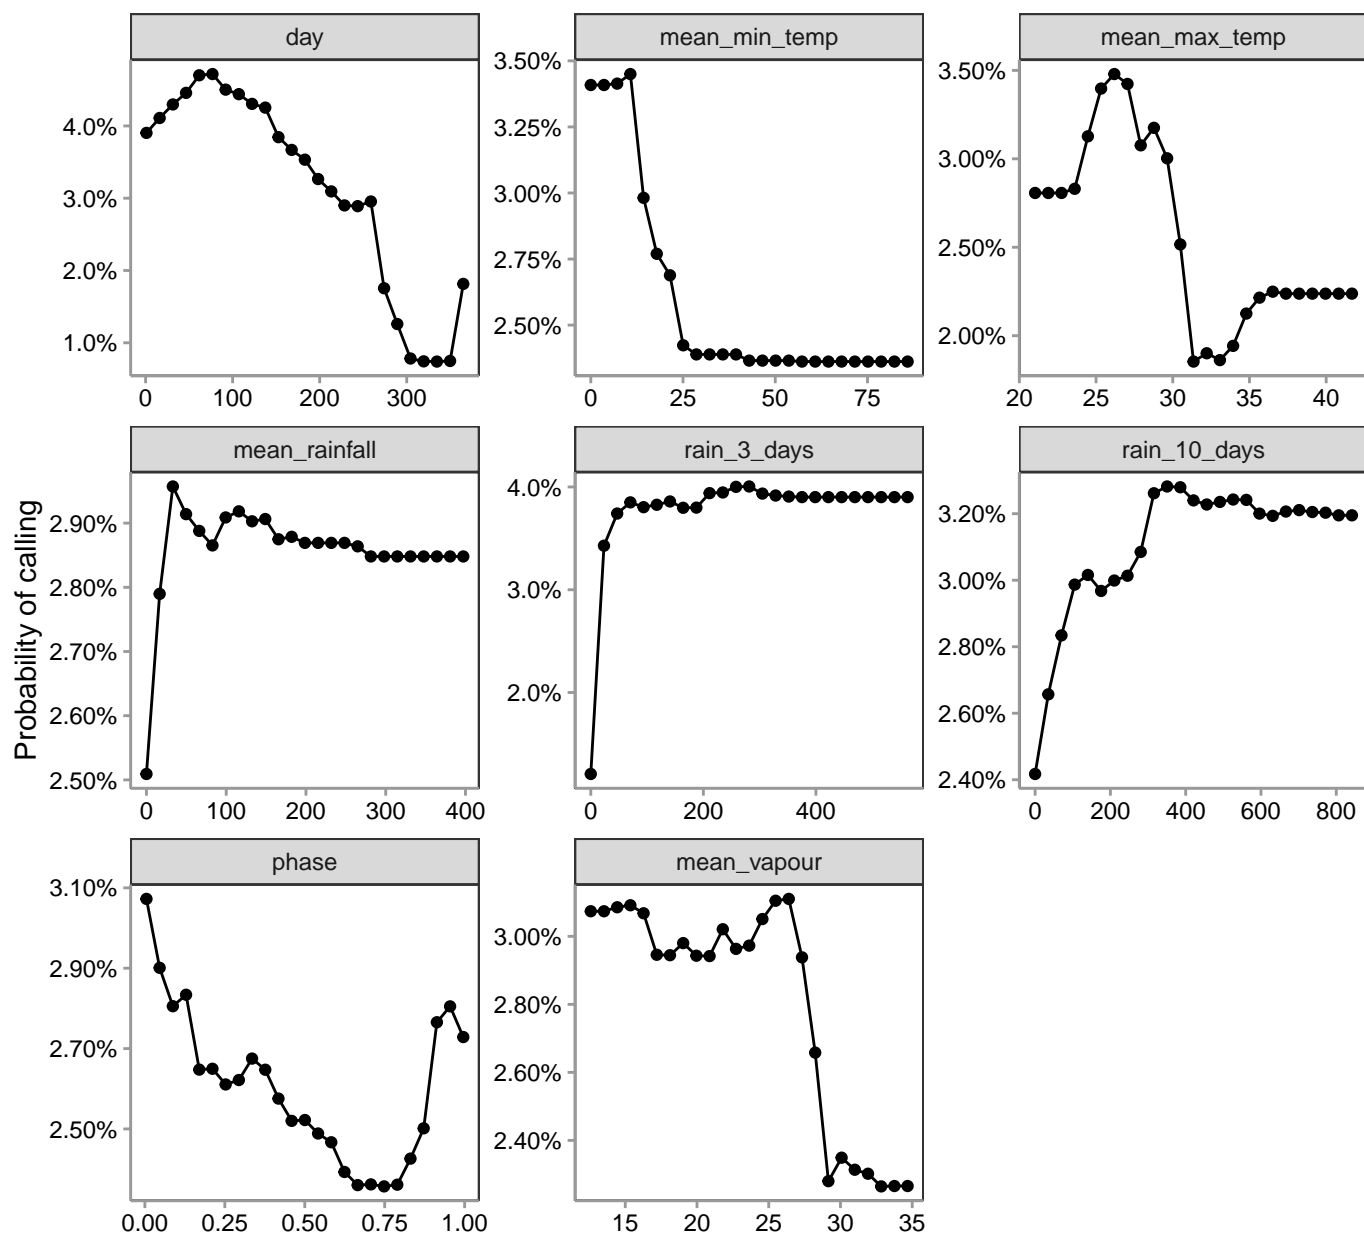 day
mean_min_temp
mean_max_temp
4.0%
3.0%
2.0%
1.0%
0 100 200 300
3.50%
3.25%
3.00%
2.75%
2.50%
0 25 50 75
3.50%
3.00%
2.50%
2.00%
20 25 30 35 40
Probability of calling
mean_rainfall
rain_3_days
rain_10_days
2.90%
2.80%
2.70%
2.60%
2.50%
0 100 200 300 400
4.0%
3.0%
2.0%
0 200 400
3.20%
3.00%
2.80%
2.60%
2.40%
0 200 400 600 800
phase
mean_vapour
3.10%
2.90%
2.70%
2.50%
0.00 0.25 0.50 0.75 1.00
3.00%
2.80%
2.60%
2.40%
15 20 25 30 35